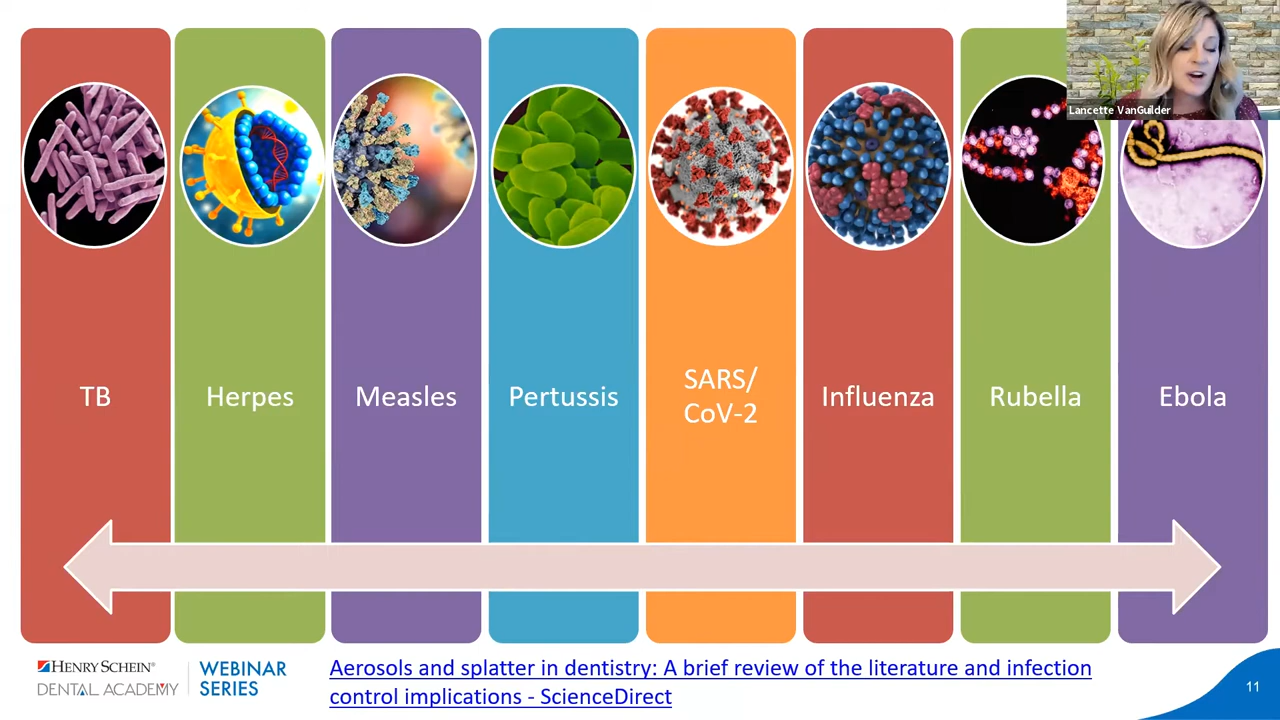 Lancette VanGuilder
TB
Herpes
Measles
Pertussis
SARS/
CoV-2
Influenza
Rubella
Ebola
HENRY SCHEIN®
DENTAL ACADEMY
WEBINAR
SERIES
Aerosols and splatter in dentistry: A brief review of the literature and infection
control implications - ScienceDirect
11